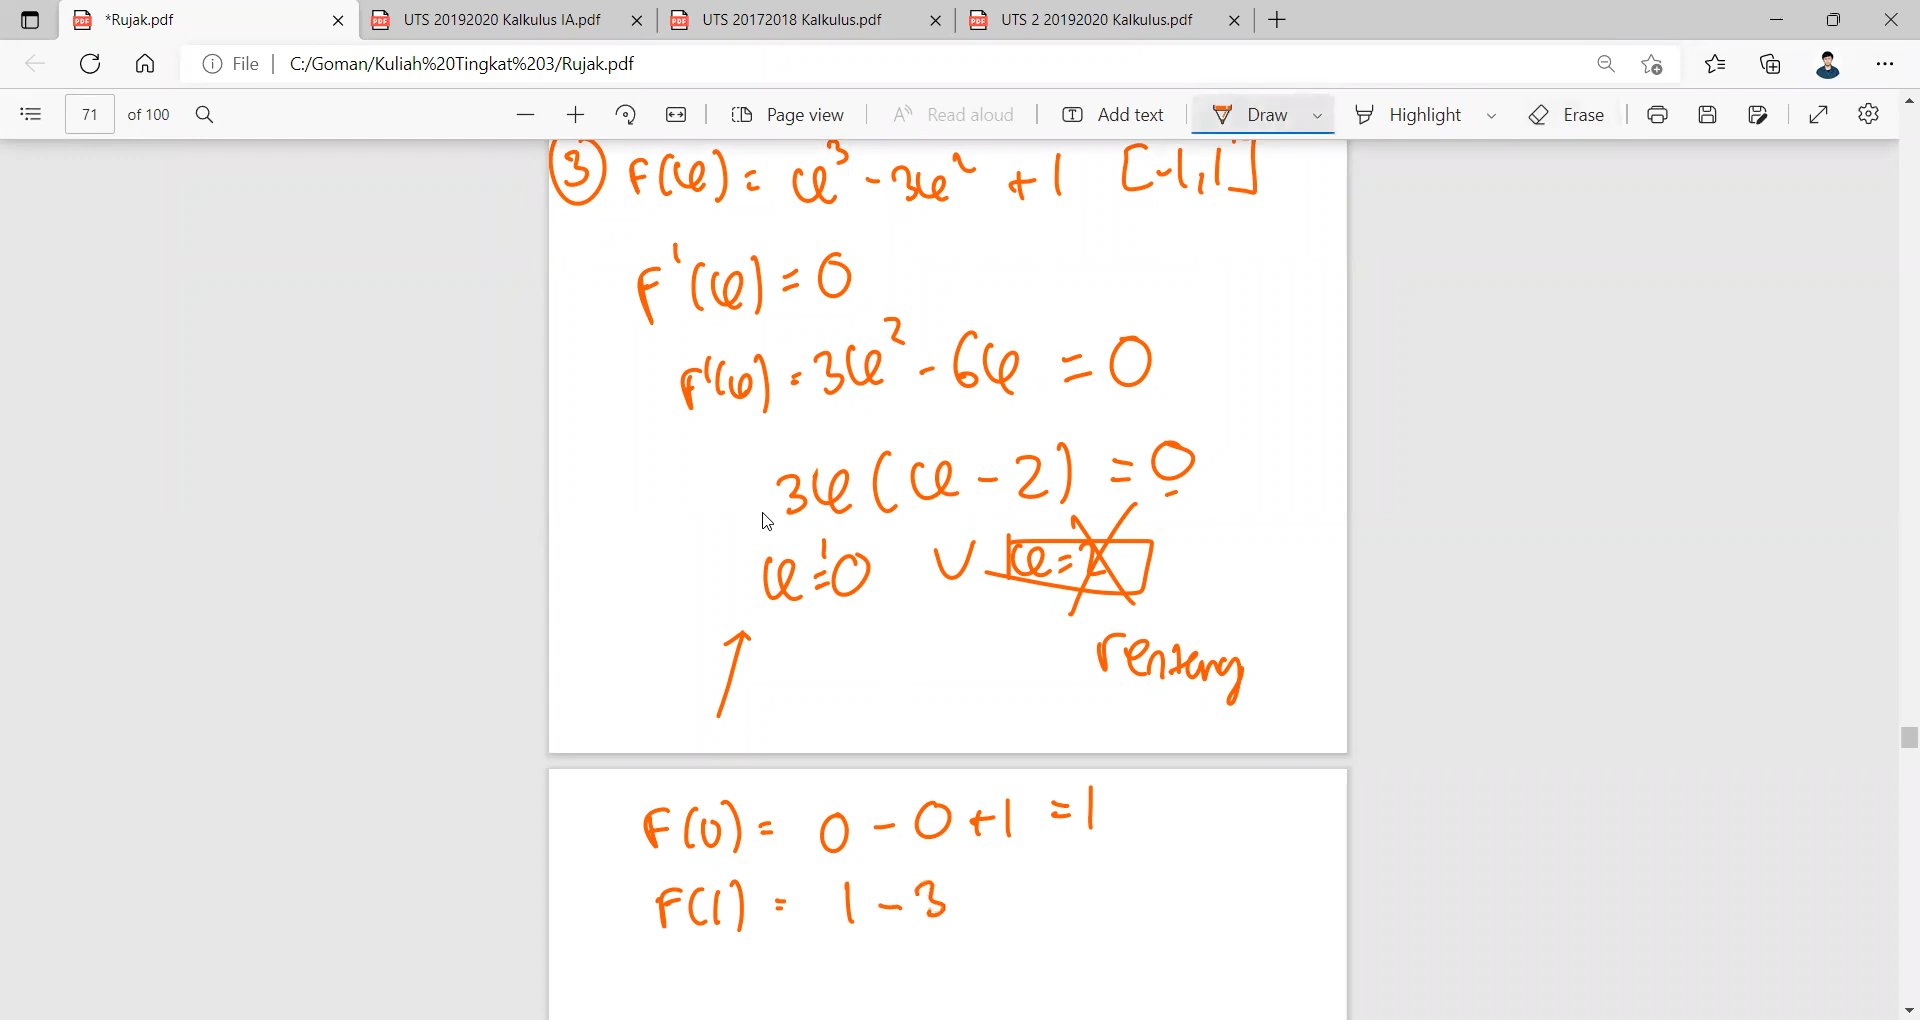 *Rujak.pdf
UTS 20192020 Kalkulus IA.pdf
UTS 20172018 Kalkulus.pdf
UTS 2 20192020 Kalkulus.pdf
File | C:/Goman/Kuliah%20Tingkat%203/Rujak.pdf
71 of 100
Page view
Read aloud
Add text
Draw
Highlight
Erase
③ F(x) = x³ - 3x² + 1 [-1,1]
F'(x) = 0
F'(x) = 3x² - 6x = 0
3x(x - 2) = 0
x = 0 V x = 2
rentang
F(0) = 0 - 0 + 1 = 1
F(1) = 1 - 3